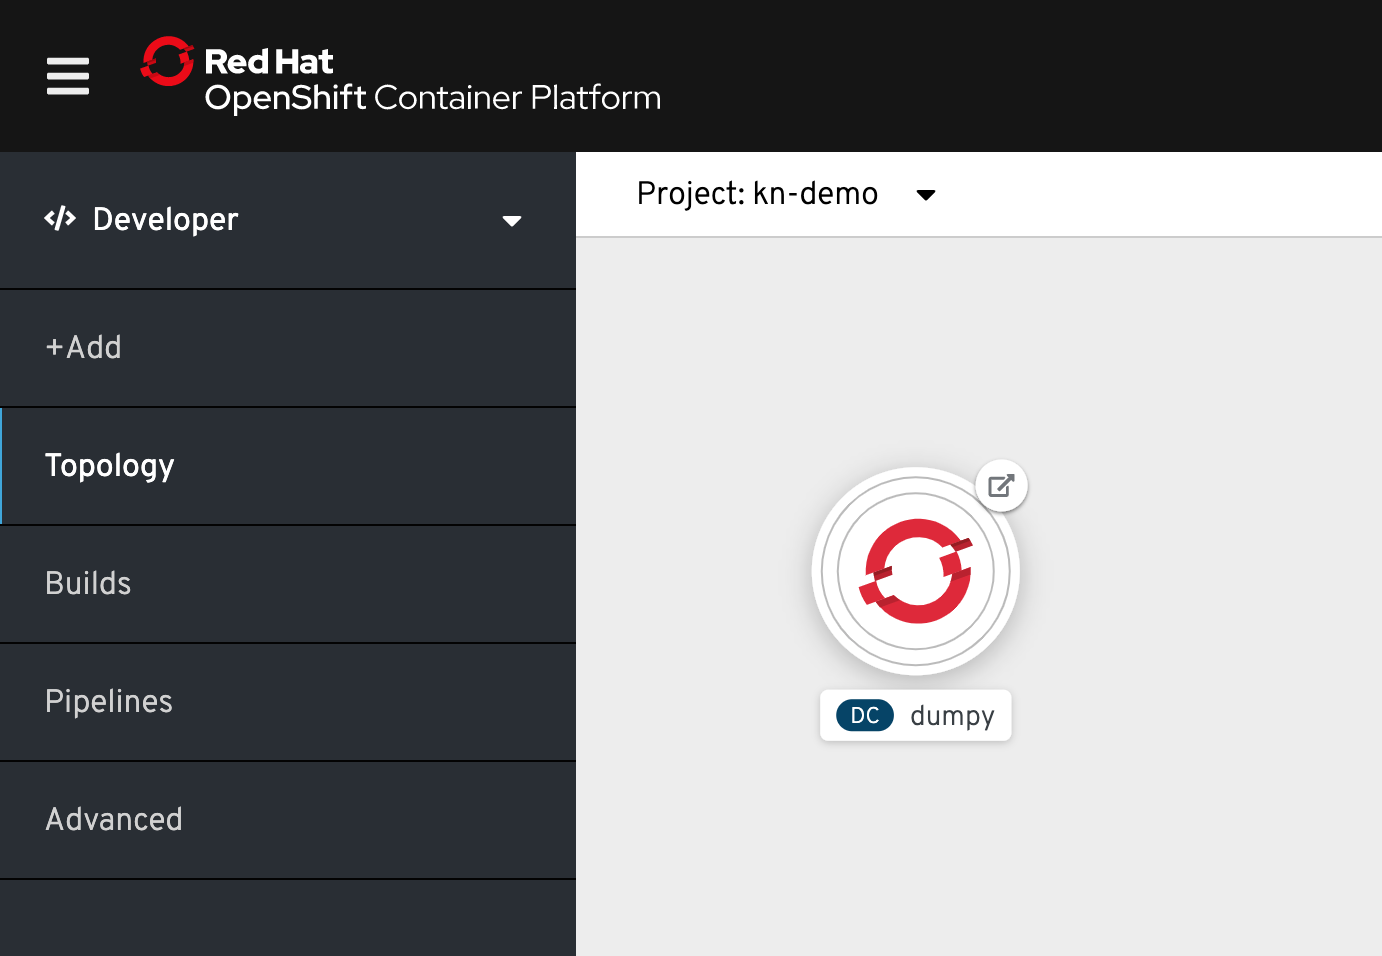 Red Hat
OpenShift Container Platform
Developer
Project: kn-demo
+Add
Topology
Builds
Pipelines
Advanced
DC dumpy